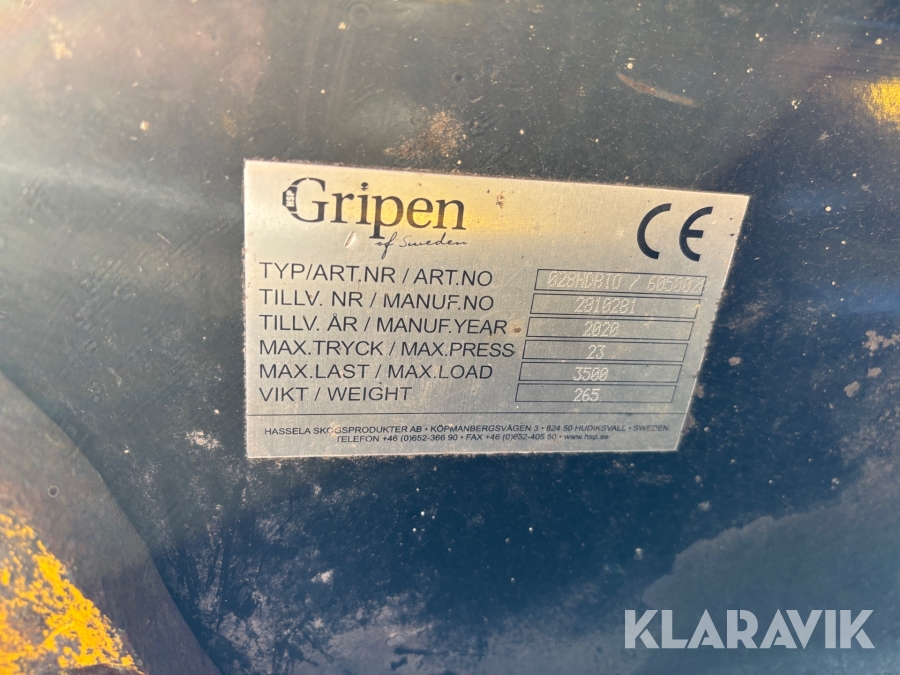 HSP
Gripen
of Sweden
CE
TYP/ART.NR / ART.NO 028HDBIO / 605002
TILLV. NR / MANUF.NO 2010281
TILLV. ÅR / MANUF.YEAR 2020
MAX.TRYCK / MAX.PRESS 23
MAX.LAST / MAX.LOAD 3500
VIKT / WEIGHT 265
HASSELA SKOGSPRODUKTER AB • KÖPMANBERGSVÄGEN 3 • 824 50 HUDIKSVALL • SWEDEN
TELEFON +46 (0)652-366 90 • FAX +46 (0)652-405 50 • www.hsp.se
KLARAVIK